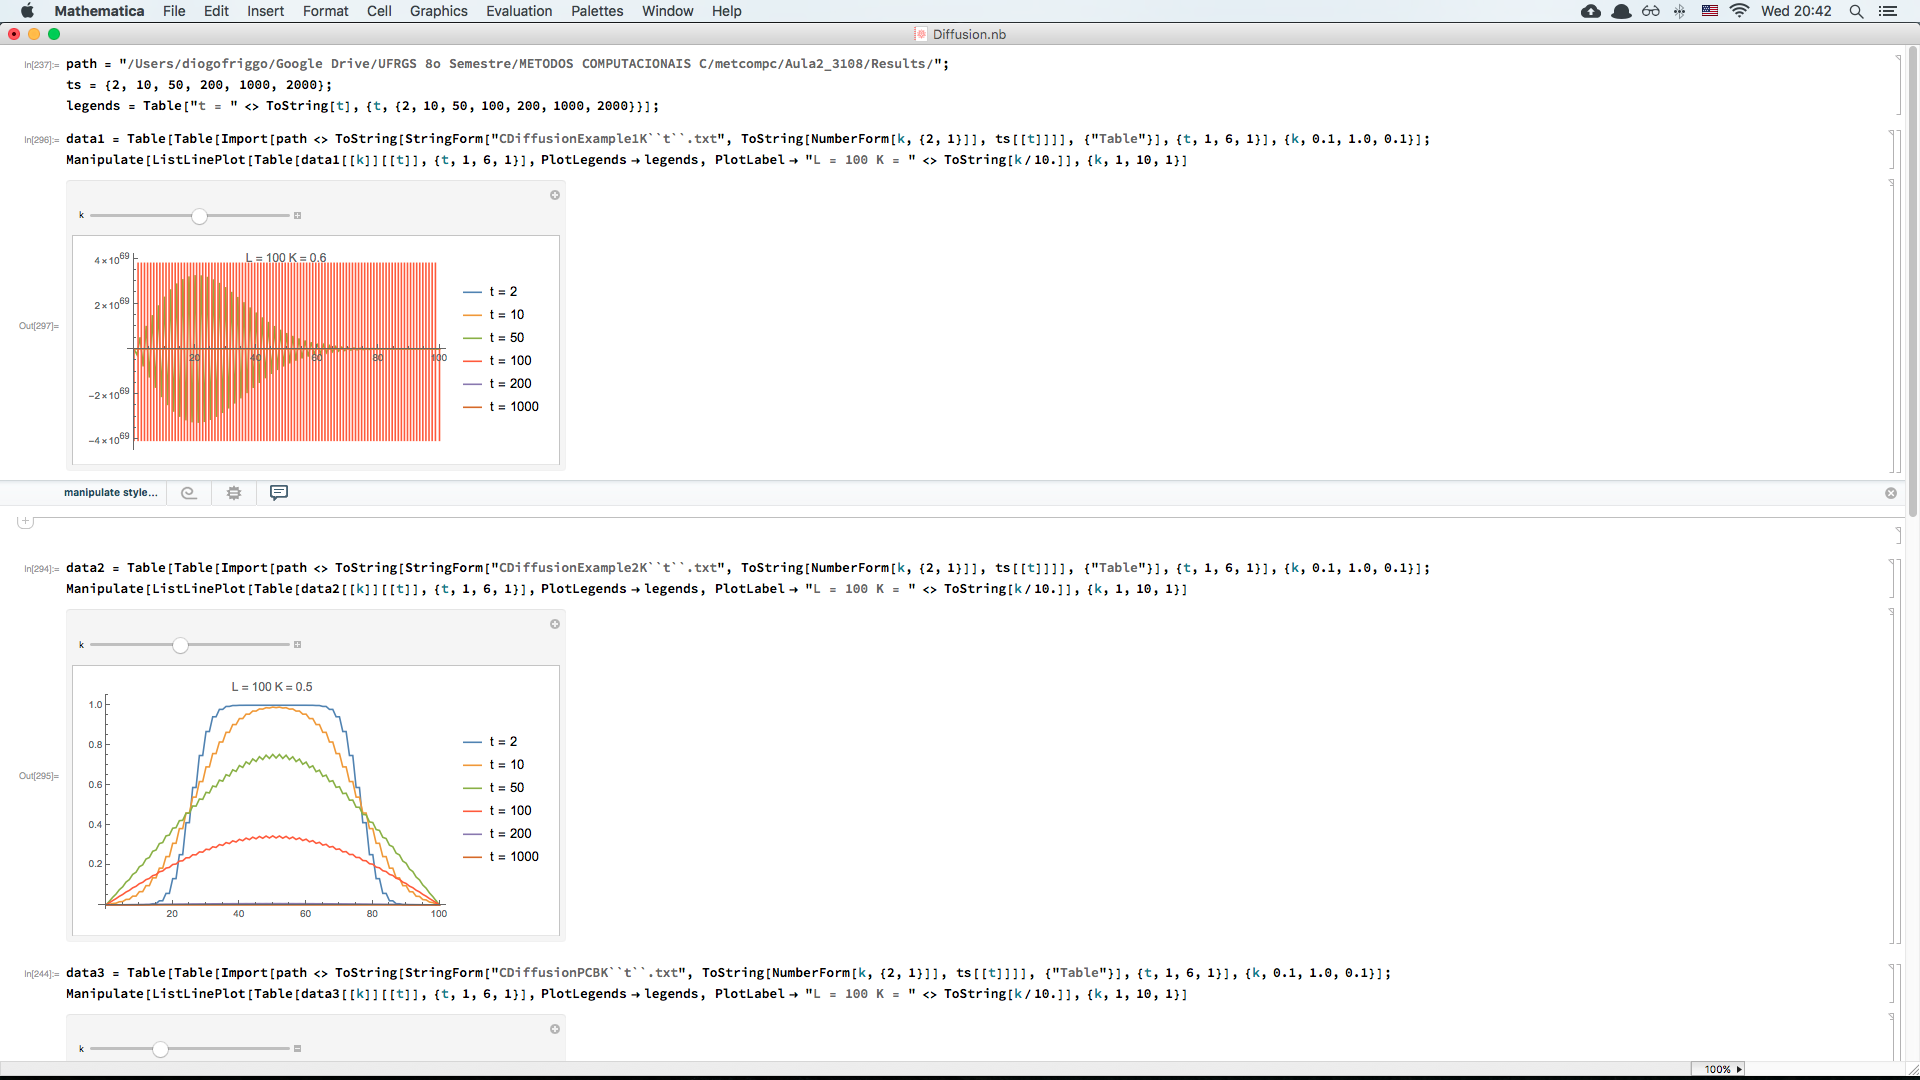 Mathematica File Edit Insert Format Cell Graphics Evaluation Palettes Window Help Wed 20:42
Diffusion.nb
In[237]:= path = "/Users/diogofriggo/Google Drive/UFRGS 8o Semestre/METODOS COMPUTACIONAIS C/metcompc/Aula2_3108/Results/";
ts = {2, 10, 50, 200, 1000, 2000};
legends = Table["t = " <> ToString[t], {t, {2, 10, 50, 100, 200, 1000, 2000}}];
In[296]:= data1 = Table[Table[Import[path <> ToString[StringForm["CDiffusionExample1K``t``.txt", ToString[NumberForm[k, {2, 1}]], ts[[t]]]], {"Table"}], {t, 1, 6, 1}], {k, 0.1, 1.0, 0.1}];
Manipulate[ListLinePlot[Table[data1[[k]][[t]], {t, 1, 6, 1}], PlotLegends → legends, PlotLabel → "L = 100 K = " <> ToString[k / 10.]], {k, 1, 10, 1}]
k
L = 100 K = 0.6
4 × 10^69
2 × 10^69
-2 × 10^69
-4 × 10^69
20 40 60 80 100
t = 2
t = 10
t = 50
t = 100
t = 200
t = 1000
Out[297]=
manipulate style...
In[294]:= data2 = Table[Table[Import[path <> ToString[StringForm["CDiffusionExample2K``t``.txt", ToString[NumberForm[k, {2, 1}]], ts[[t]]]], {"Table"}], {t, 1, 6, 1}], {k, 0.1, 1.0, 0.1}];
Manipulate[ListLinePlot[Table[data2[[k]][[t]], {t, 1, 6, 1}], PlotLegends → legends, PlotLabel → "L = 100 K = " <> ToString[k / 10.]], {k, 1, 10, 1}]
k
L = 100 K = 0.5
1.0
0.8
0.6
0.4
0.2
20 40 60 80 100
t = 2
t = 10
t = 50
t = 100
t = 200
t = 1000
Out[295]=
In[244]:= data3 = Table[Table[Import[path <> ToString[StringForm["CDiffusionPCBK``t``.txt", ToString[NumberForm[k, {2, 1}]], ts[[t]]]], {"Table"}], {t, 1, 6, 1}], {k, 0.1, 1.0, 0.1}];
Manipulate[ListLinePlot[Table[data3[[k]][[t]], {t, 1, 6, 1}], PlotLegends → legends, PlotLabel → "L = 100 K = " <> ToString[k / 10.]], {k, 1, 10, 1}]
k
100%